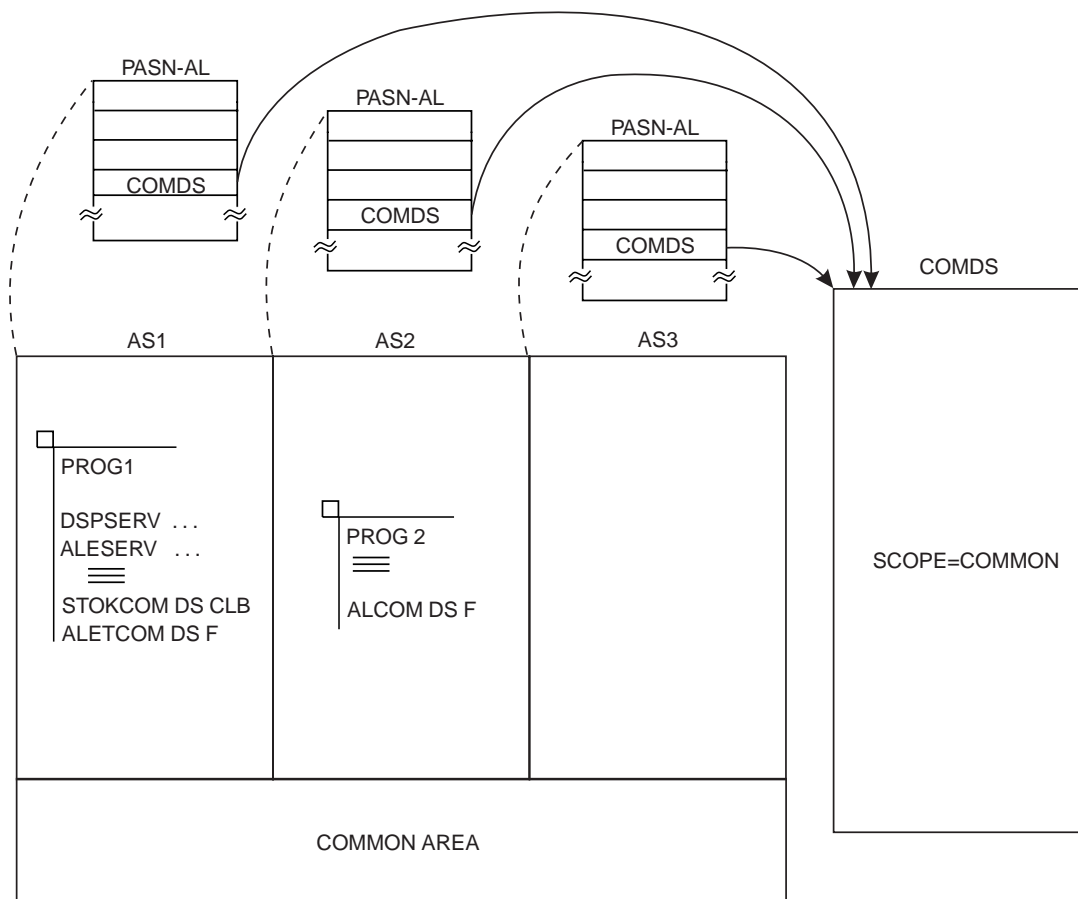 PASN-AL
COMDS
PASN-AL
COMDS
PASN-AL
COMDS
COMDS
AS1
AS2
AS3
PROG1
DSPSERV ...
ALESERV ...
STOKCOM DS CLB
ALETCOM DS F
PROG 2
ALCOM DS F
SCOPE=COMMON
COMMON AREA